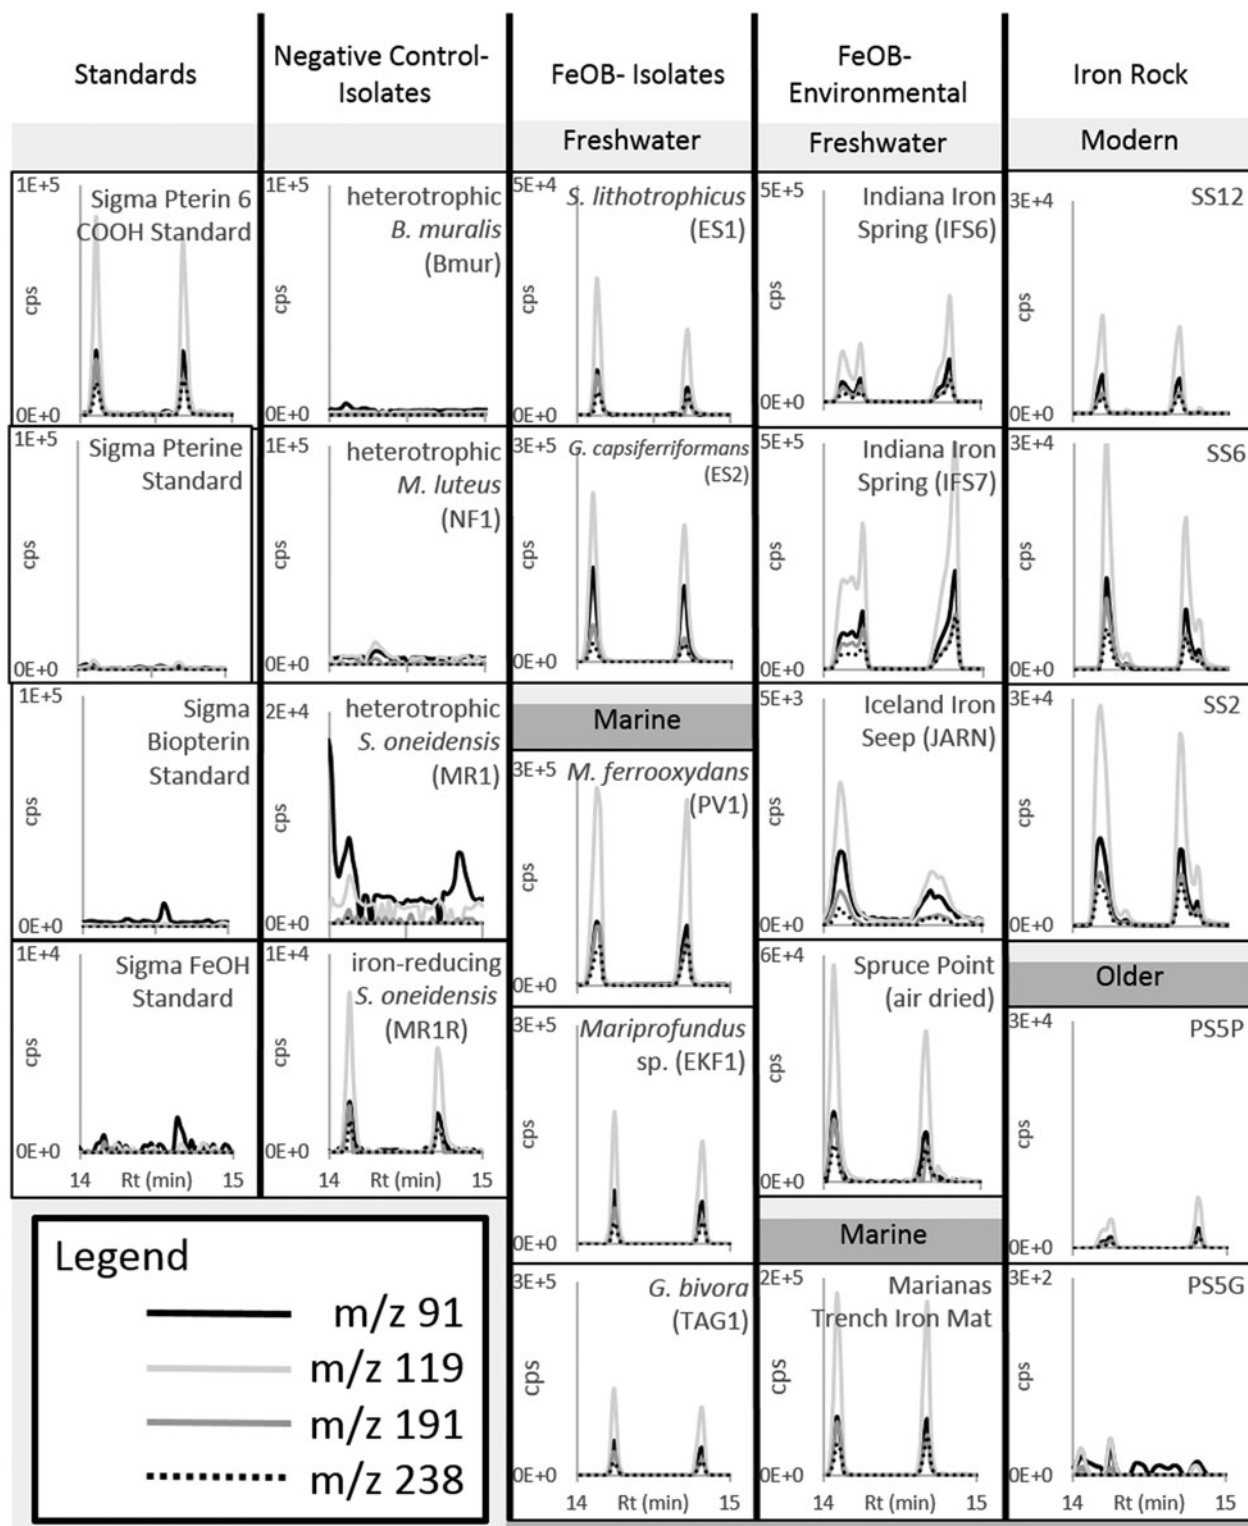 Standards
Negative Control-
Isolates
FeOB- Isolates
FeOB-
Environmental
Iron Rock
Freshwater
Freshwater
Modern
1E+5
Sigma Pterin 6
COOH Standard
cps
0E+0
1E+5
Sigma Pterine
Standard
cps
0E+0
1E+5
Sigma
Biopterin
Standard
cps
0E+0
1E+4
Sigma FeOH
Standard
cps
0E+0
14 Rt (min) 15
1E+5
heterotrophic
B. muralis
(Bmur)
cps
0E+0
1E+5
heterotrophic
M. luteus
(NF1)
cps
0E+0
2E+4
heterotrophic
S. oneidensis
(MR1)
cps
0E+0
1E+4
iron-reducing
S. oneidensis
(MR1R)
cps
0E+0
14 Rt (min) 15
5E+4
S. lithotrophicus
(ES1)
cps
0E+0
3E+5
G. capsiferriformans
(ES2)
cps
0E+0
Marine
3E+5
M. ferrooxydans
(PV1)
cps
0E+0
3E+5
Mariprofundus
sp. (EKF1)
cps
0E+0
3E+5
G. bivora
(TAG1)
cps
0E+0
14 Rt (min) 15
5E+5
Indiana Iron
Spring (IFS6)
cps
0E+0
5E+5
Indiana Iron
Spring (IFS7)
cps
0E+0
5E+3
Iceland Iron
Seep (JARN)
cps
0E+0
6E+4
Spruce Point
(air dried)
cps
0E+0
Marine
2E+5
Marianas
Trench Iron Mat
cps
0E+0
14 Rt (min) 15
3E+4
SS12
cps
0E+0
3E+4
SS6
cps
0E+0
3E+4
SS2
cps
0E+0
Older
3E+4
PS5P
cps
0E+0
3E+2
PS5G
cps
0E+0
14 Rt (min) 15
Legend
m/z 91
m/z 119
m/z 191
m/z 238